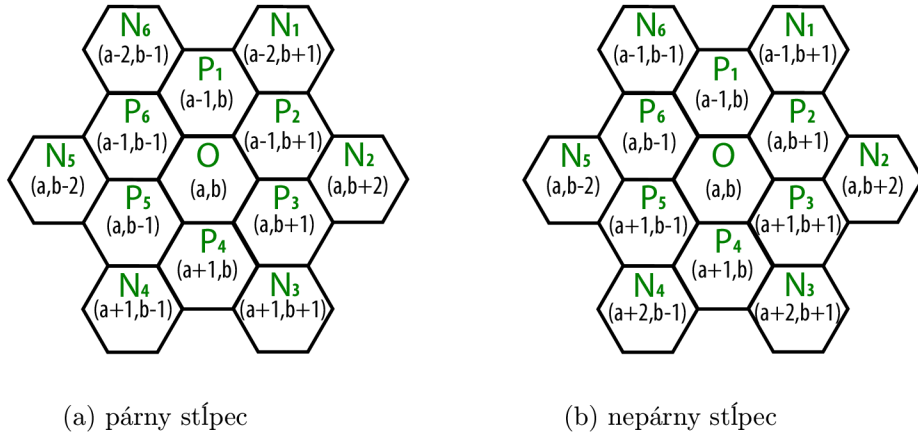 N6 N1 N6 N1
(a-2,b-1) P1 (a-2,b+1) (a-1,b-1) P1 (a-1,b+1)
(a-1,b) (a-1,b)
P6 P2 P6 P2
(a-1,b-1) (a-1,b+1) (a,b-1) (a,b+1)
N5 O N2 N5 O N2
(a,b-2) (a,b) (a,b+2) (a,b-2) (a,b) (a,b+2)
P5 P3 P5 P3
(a,b-1) (a,b+1) (a+1,b-1) (a+1,b+1)
P4 P4
(a+1,b) (a+1,b)
N4 N3 N4 N3
(a+1,b-1) (a+1,b+1) (a+2,b-1) (a+2,b+1)
(a) párny stĺpec (b) nepárny stĺpec